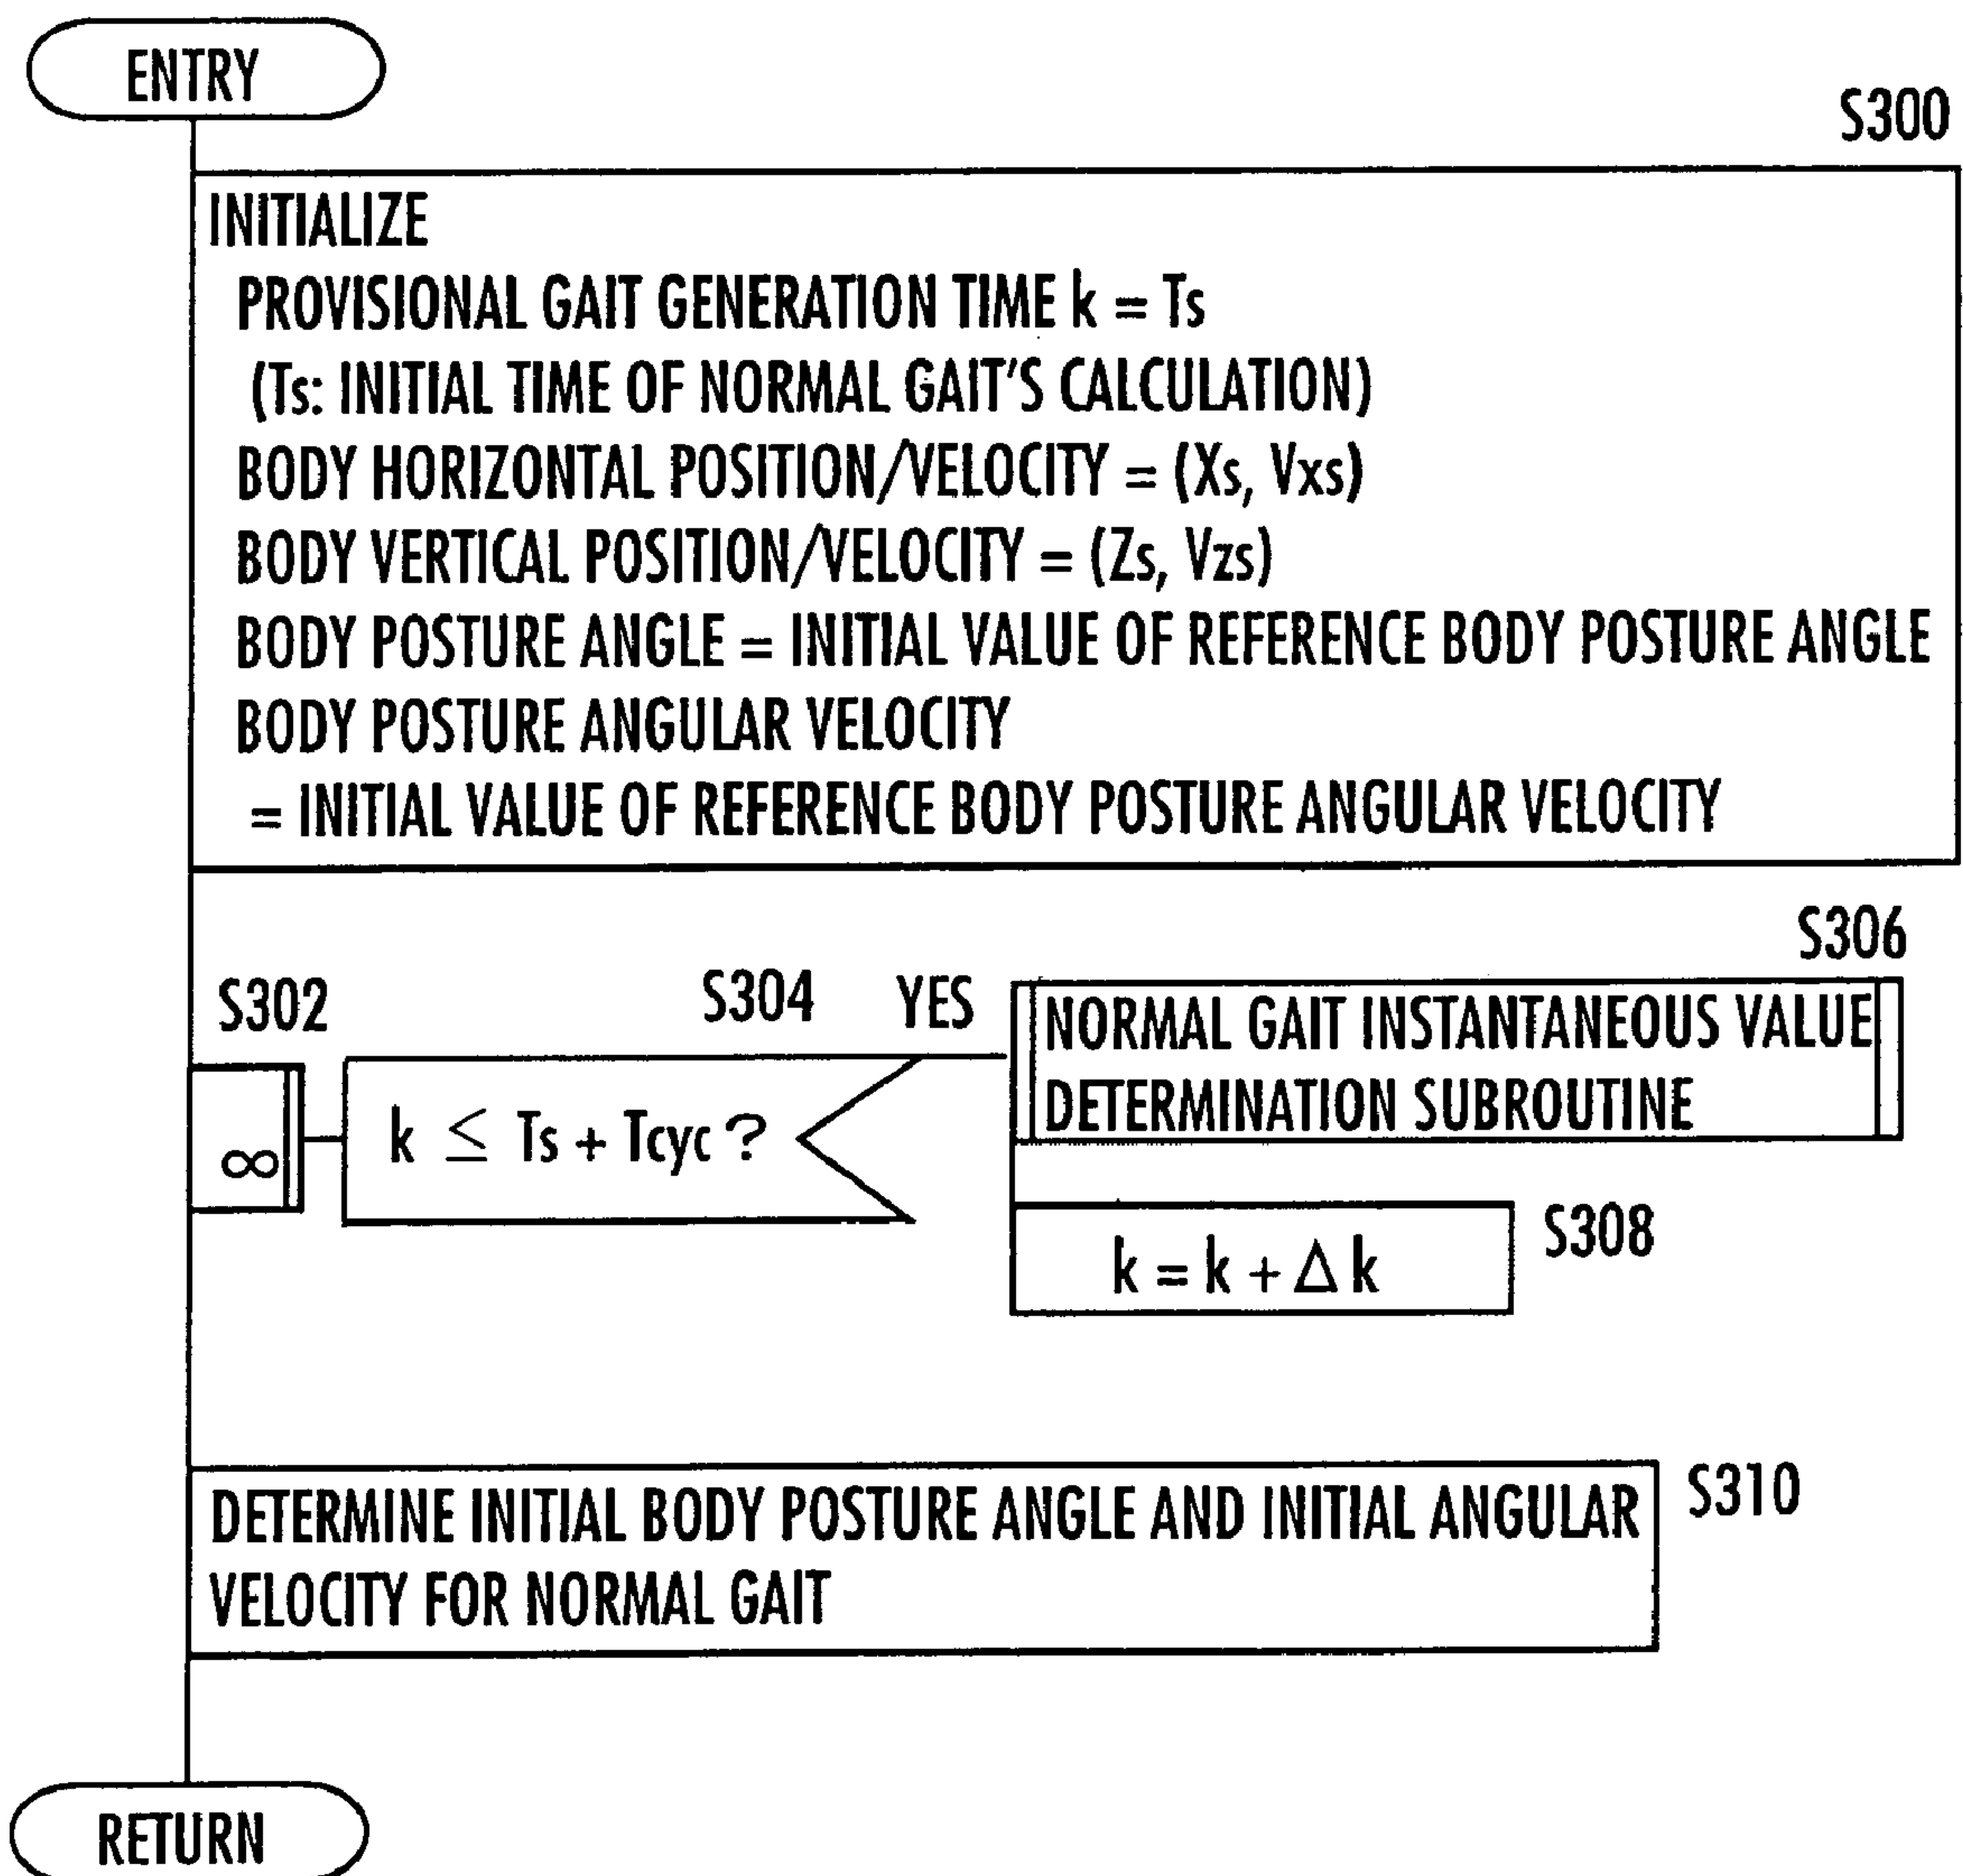 ENTRY
S300
INITIALIZE
PROVISIONAL GAIT GENERATION TIME k = Ts
(Ts: INITIAL TIME OF NORMAL GAIT'S CALCULATION)
BODY HORIZONTAL POSITION/VELOCITY = (Xs, Vxs)
BODY VERTICAL POSITION/VELOCITY = (Zs, Vzs)
BODY POSTURE ANGLE = INITIAL VALUE OF REFERENCE BODY POSTURE ANGLE
BODY POSTURE ANGULAR VELOCITY
= INITIAL VALUE OF REFERENCE BODY POSTURE ANGULAR VELOCITY
S302
∞
S304
k ≤ Ts + Tcyc ?
YES
S306
NORMAL GAIT INSTANTANEOUS VALUE
DETERMINATION SUBROUTINE
S308
k = k + Δ k
S310
DETERMINE INITIAL BODY POSTURE ANGLE AND INITIAL ANGULAR
VELOCITY FOR NORMAL GAIT
RETURN